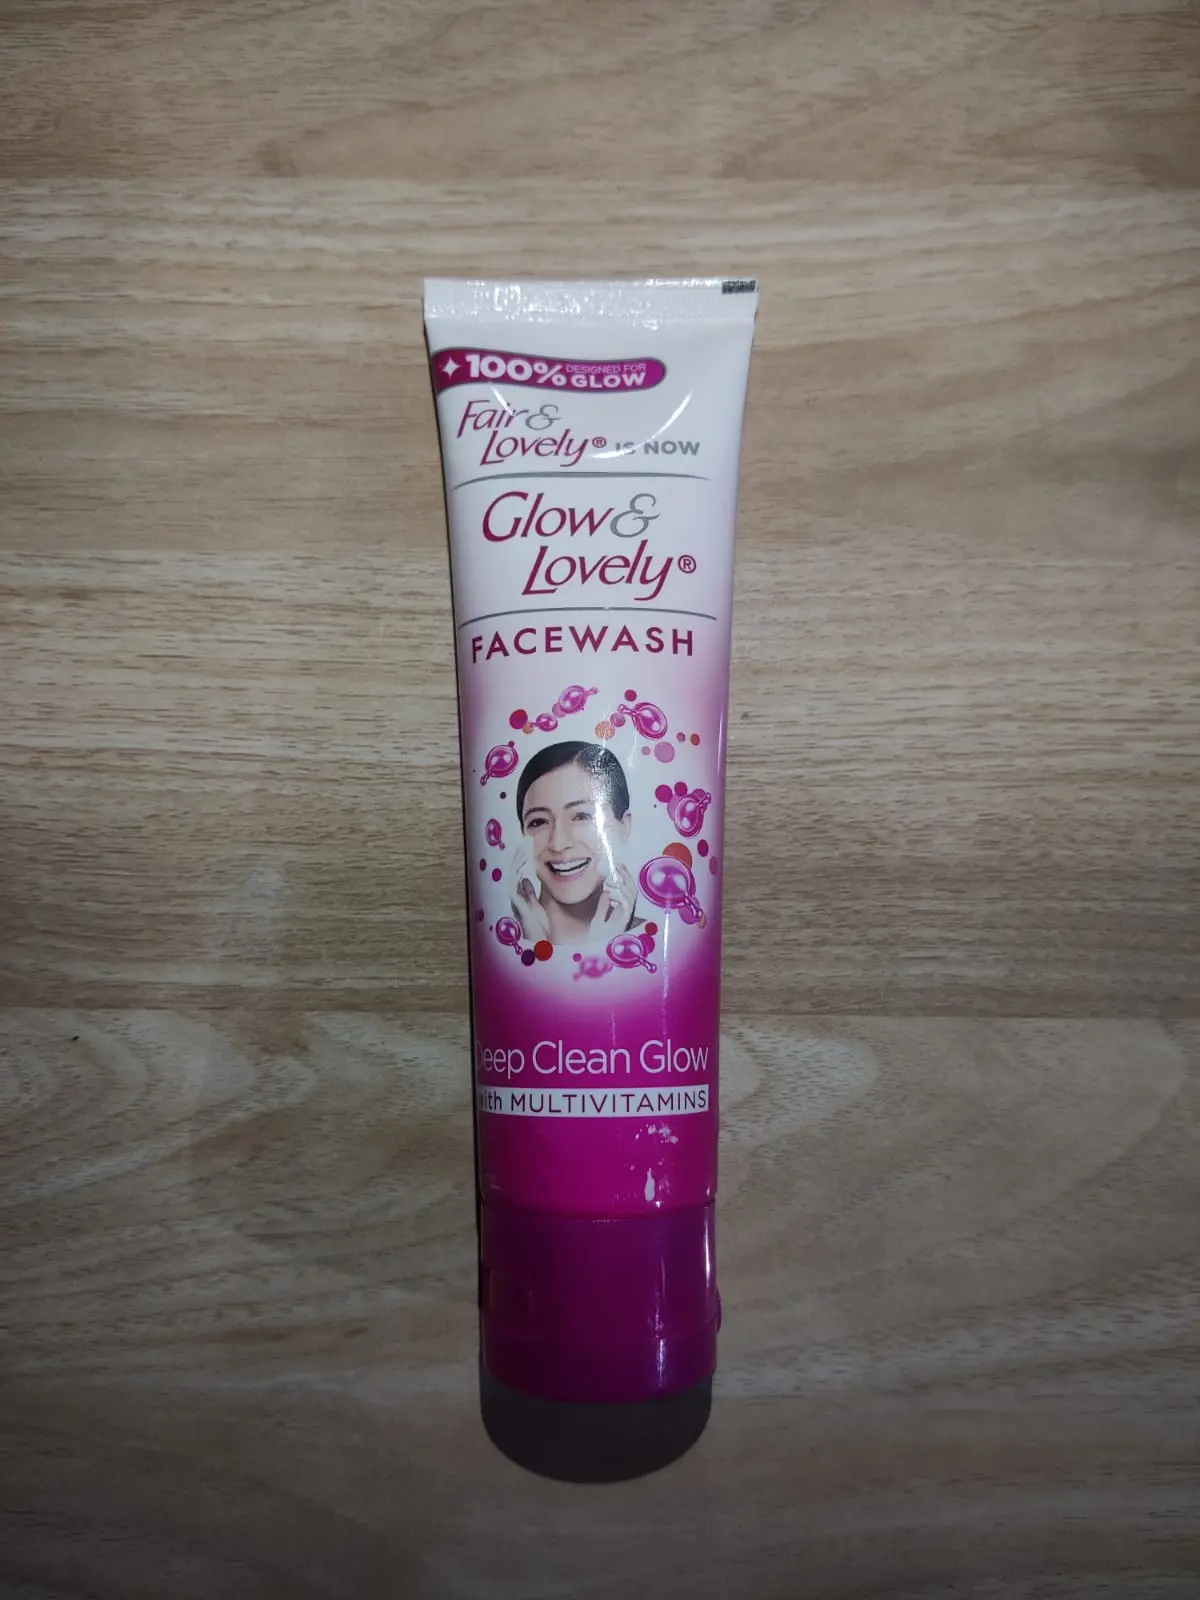 100% DESIGNED FOR GLOW
Fair &
Lovely® IS NOW
Glow &
Lovely®
FACEWASH
Deep Clean Glow
with MULTIVITAMINS